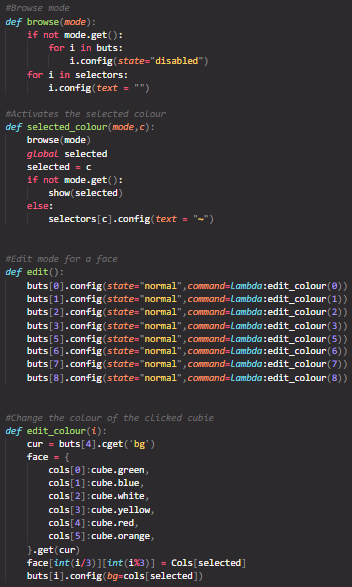 #Browse mode
def browse(mode):
    if not mode.get():
        for i in buts:
            i.config(state="disabled")
    for i in selectors:
        i.config(text = "")
#Activates the selected colour
def selected_colour(mode,c):
    browse(mode)
    global selected
    selected = c
    if not mode.get():
        show(selected)
    else:
        selectors[c].config(text = "~")
#Edit mode for a face
def edit():
    buts[0].config(state="normal",command=lambda:edit_colour(0))
    buts[1].config(state="normal",command=lambda:edit_colour(1))
    buts[2].config(state="normal",command=lambda:edit_colour(2))
    buts[3].config(state="normal",command=lambda:edit_colour(3))
    buts[5].config(state="normal",command=lambda:edit_colour(5))
    buts[6].config(state="normal",command=lambda:edit_colour(6))
    buts[7].config(state="normal",command=lambda:edit_colour(7))
    buts[8].config(state="normal",command=lambda:edit_colour(8))
#Change the colour of the clicked cubie
def edit_colour(i):
    cur = buts[4].cget('bg')
    face = {
        cols[0]:cube.green,
        cols[1]:cube.blue,
        cols[2]:cube.white,
        cols[3]:cube.yellow,
        cols[4]:cube.red,
        cols[5]:cube.orange,
    }.get(cur)
    face[int(i/3)][int(i%3)] = Cols[selected]
    buts[i].config(bg=cols[selected])